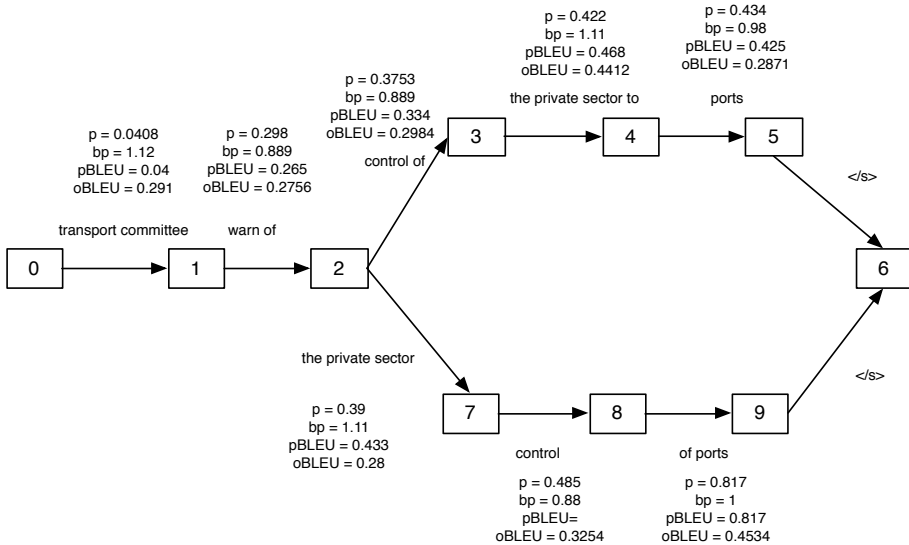 p = 0.422
bp = 1.11
pBLEU = 0.468
oBLEU = 0.4412
p = 0.434
bp = 0.98
pBLEU = 0.425
oBLEU = 0.2871
p = 0.3753
bp = 0.889
pBLEU = 0.334
oBLEU = 0.2984
p = 0.0408
bp = 1.12
pBLEU = 0.04
oBLEU = 0.291
p = 0.298
bp = 0.889
pBLEU = 0.265
oBLEU = 0.2756
the private sector to
ports
3
4
5
control of
</s>
transport committee
warn of
0
1
2
6
the private sector
</s>
p = 0.39
bp = 1.11
pBLEU = 0.433
oBLEU = 0.28
7
8
9
control
of ports
p = 0.485
bp = 0.88
pBLEU=
oBLEU = 0.3254
p = 0.817
bp = 1
pBLEU = 0.817
oBLEU = 0.4534